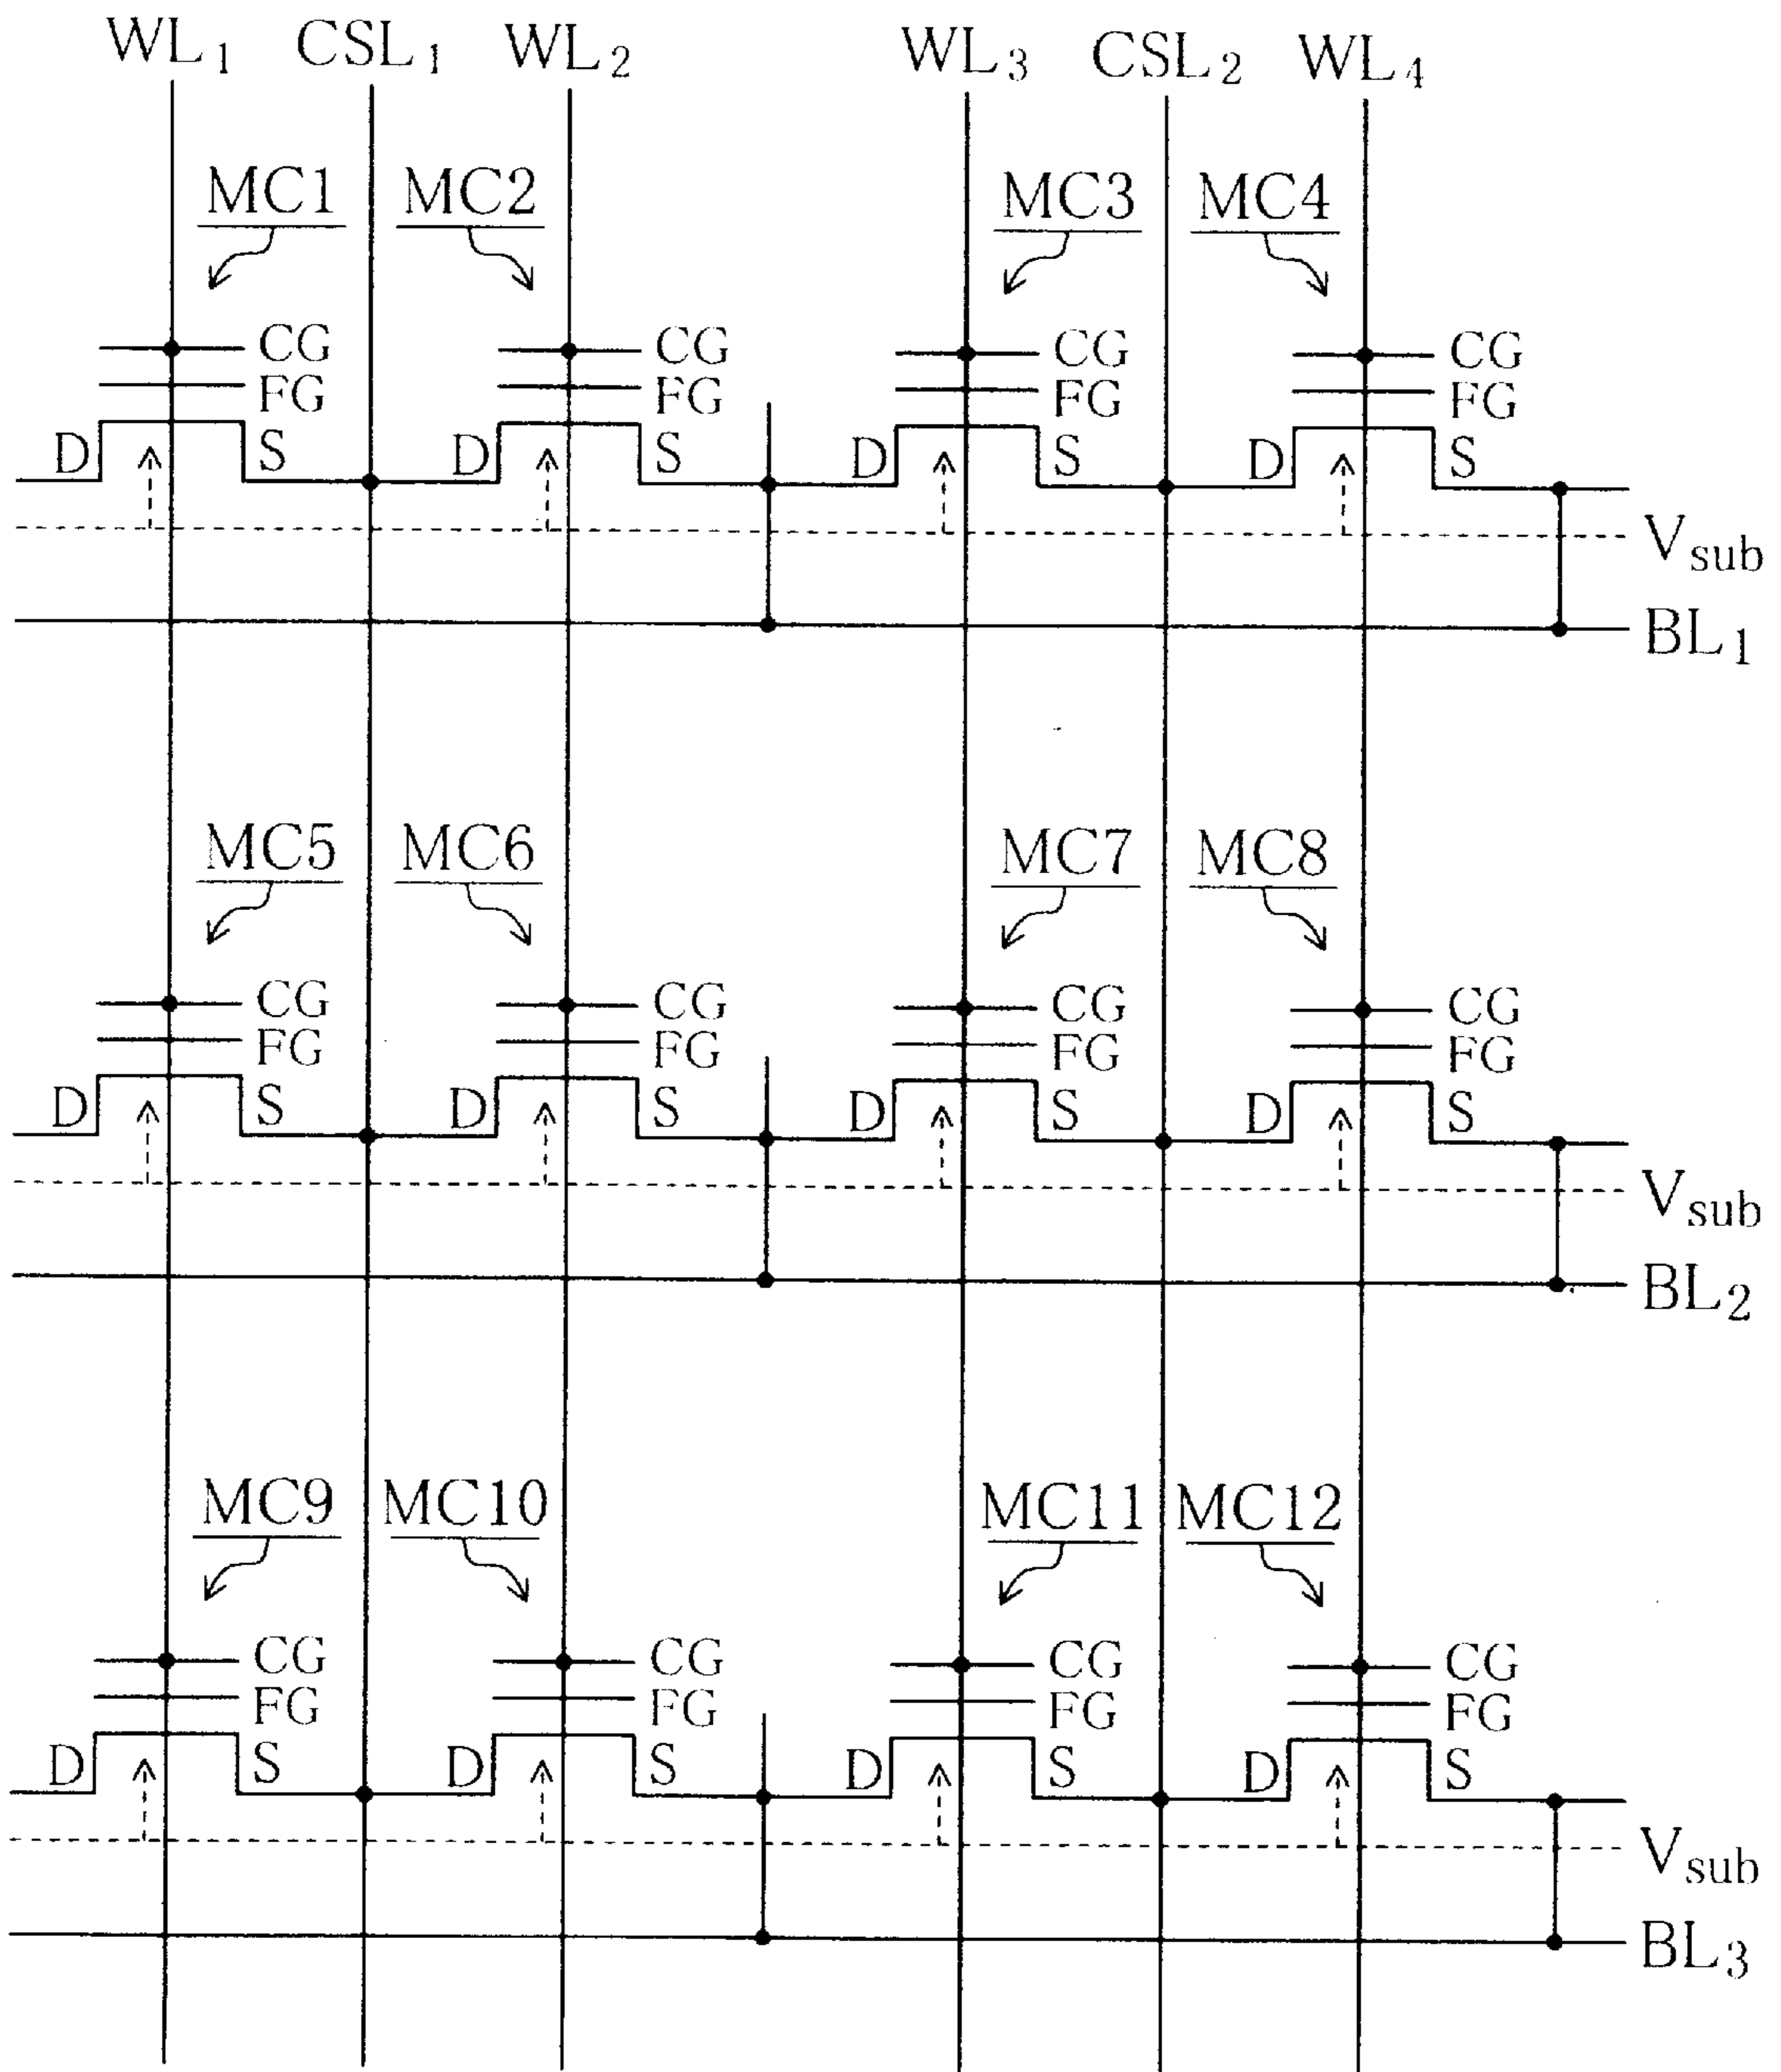 WL1 CSL1 WL2 WL3 CSL2 WL4
MC1 MC2 MC3 MC4
CG CG CG CG
FG FG FG FG
D S D S D S D S
Vsub
BL1
MC5 MC6 MC7 MC8
CG CG CG CG
FG FG FG FG
D S D S D S D S
Vsub
BL2
MC9 MC10 MC11 MC12
CG CG CG CG
FG FG FG FG
D S D S D S D S
Vsub
BL3